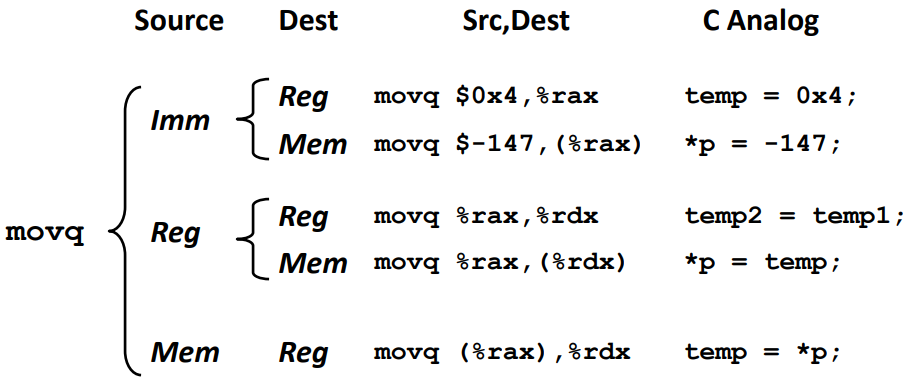 Source Dest Src,Dest C Analog
Imm Reg movq $0x4,%rax temp = 0x4;
Mem movq $-147,(%rax) *p = -147;
movq Reg Reg movq %rax,%rdx temp2 = temp1;
Mem movq %rax,(%rdx) *p = temp;
Mem Reg movq (%rax),%rdx temp = *p;